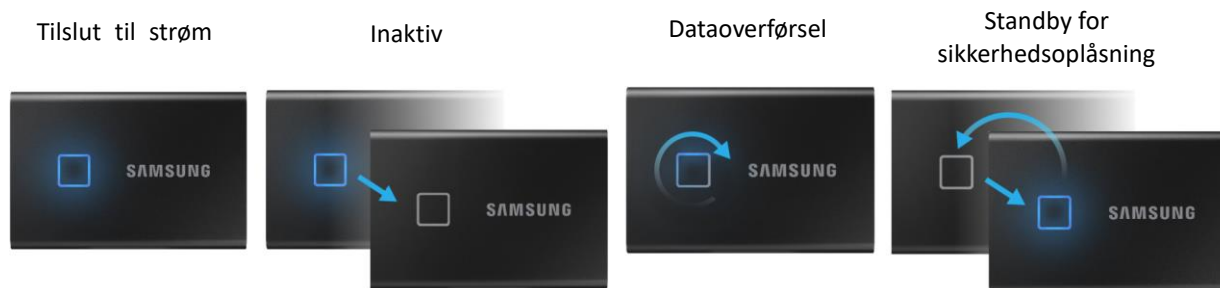 Tilslut til strøm
Inaktiv
Dataoverførsel
Standby for
sikkerhedsoplåsning
SAMSUNG
SAMSUNG
SAMSUNG
SAMSUNG